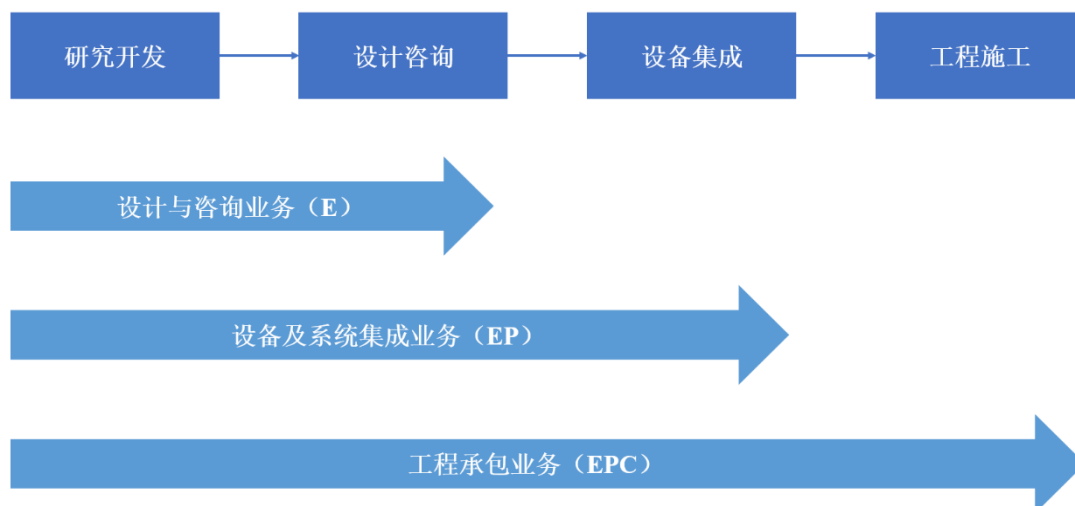 研究开发
设计咨询
设备集成
工程施工
设计与咨询业务（E）
设备及系统集成业务（EP）
工程承包业务（EPC）